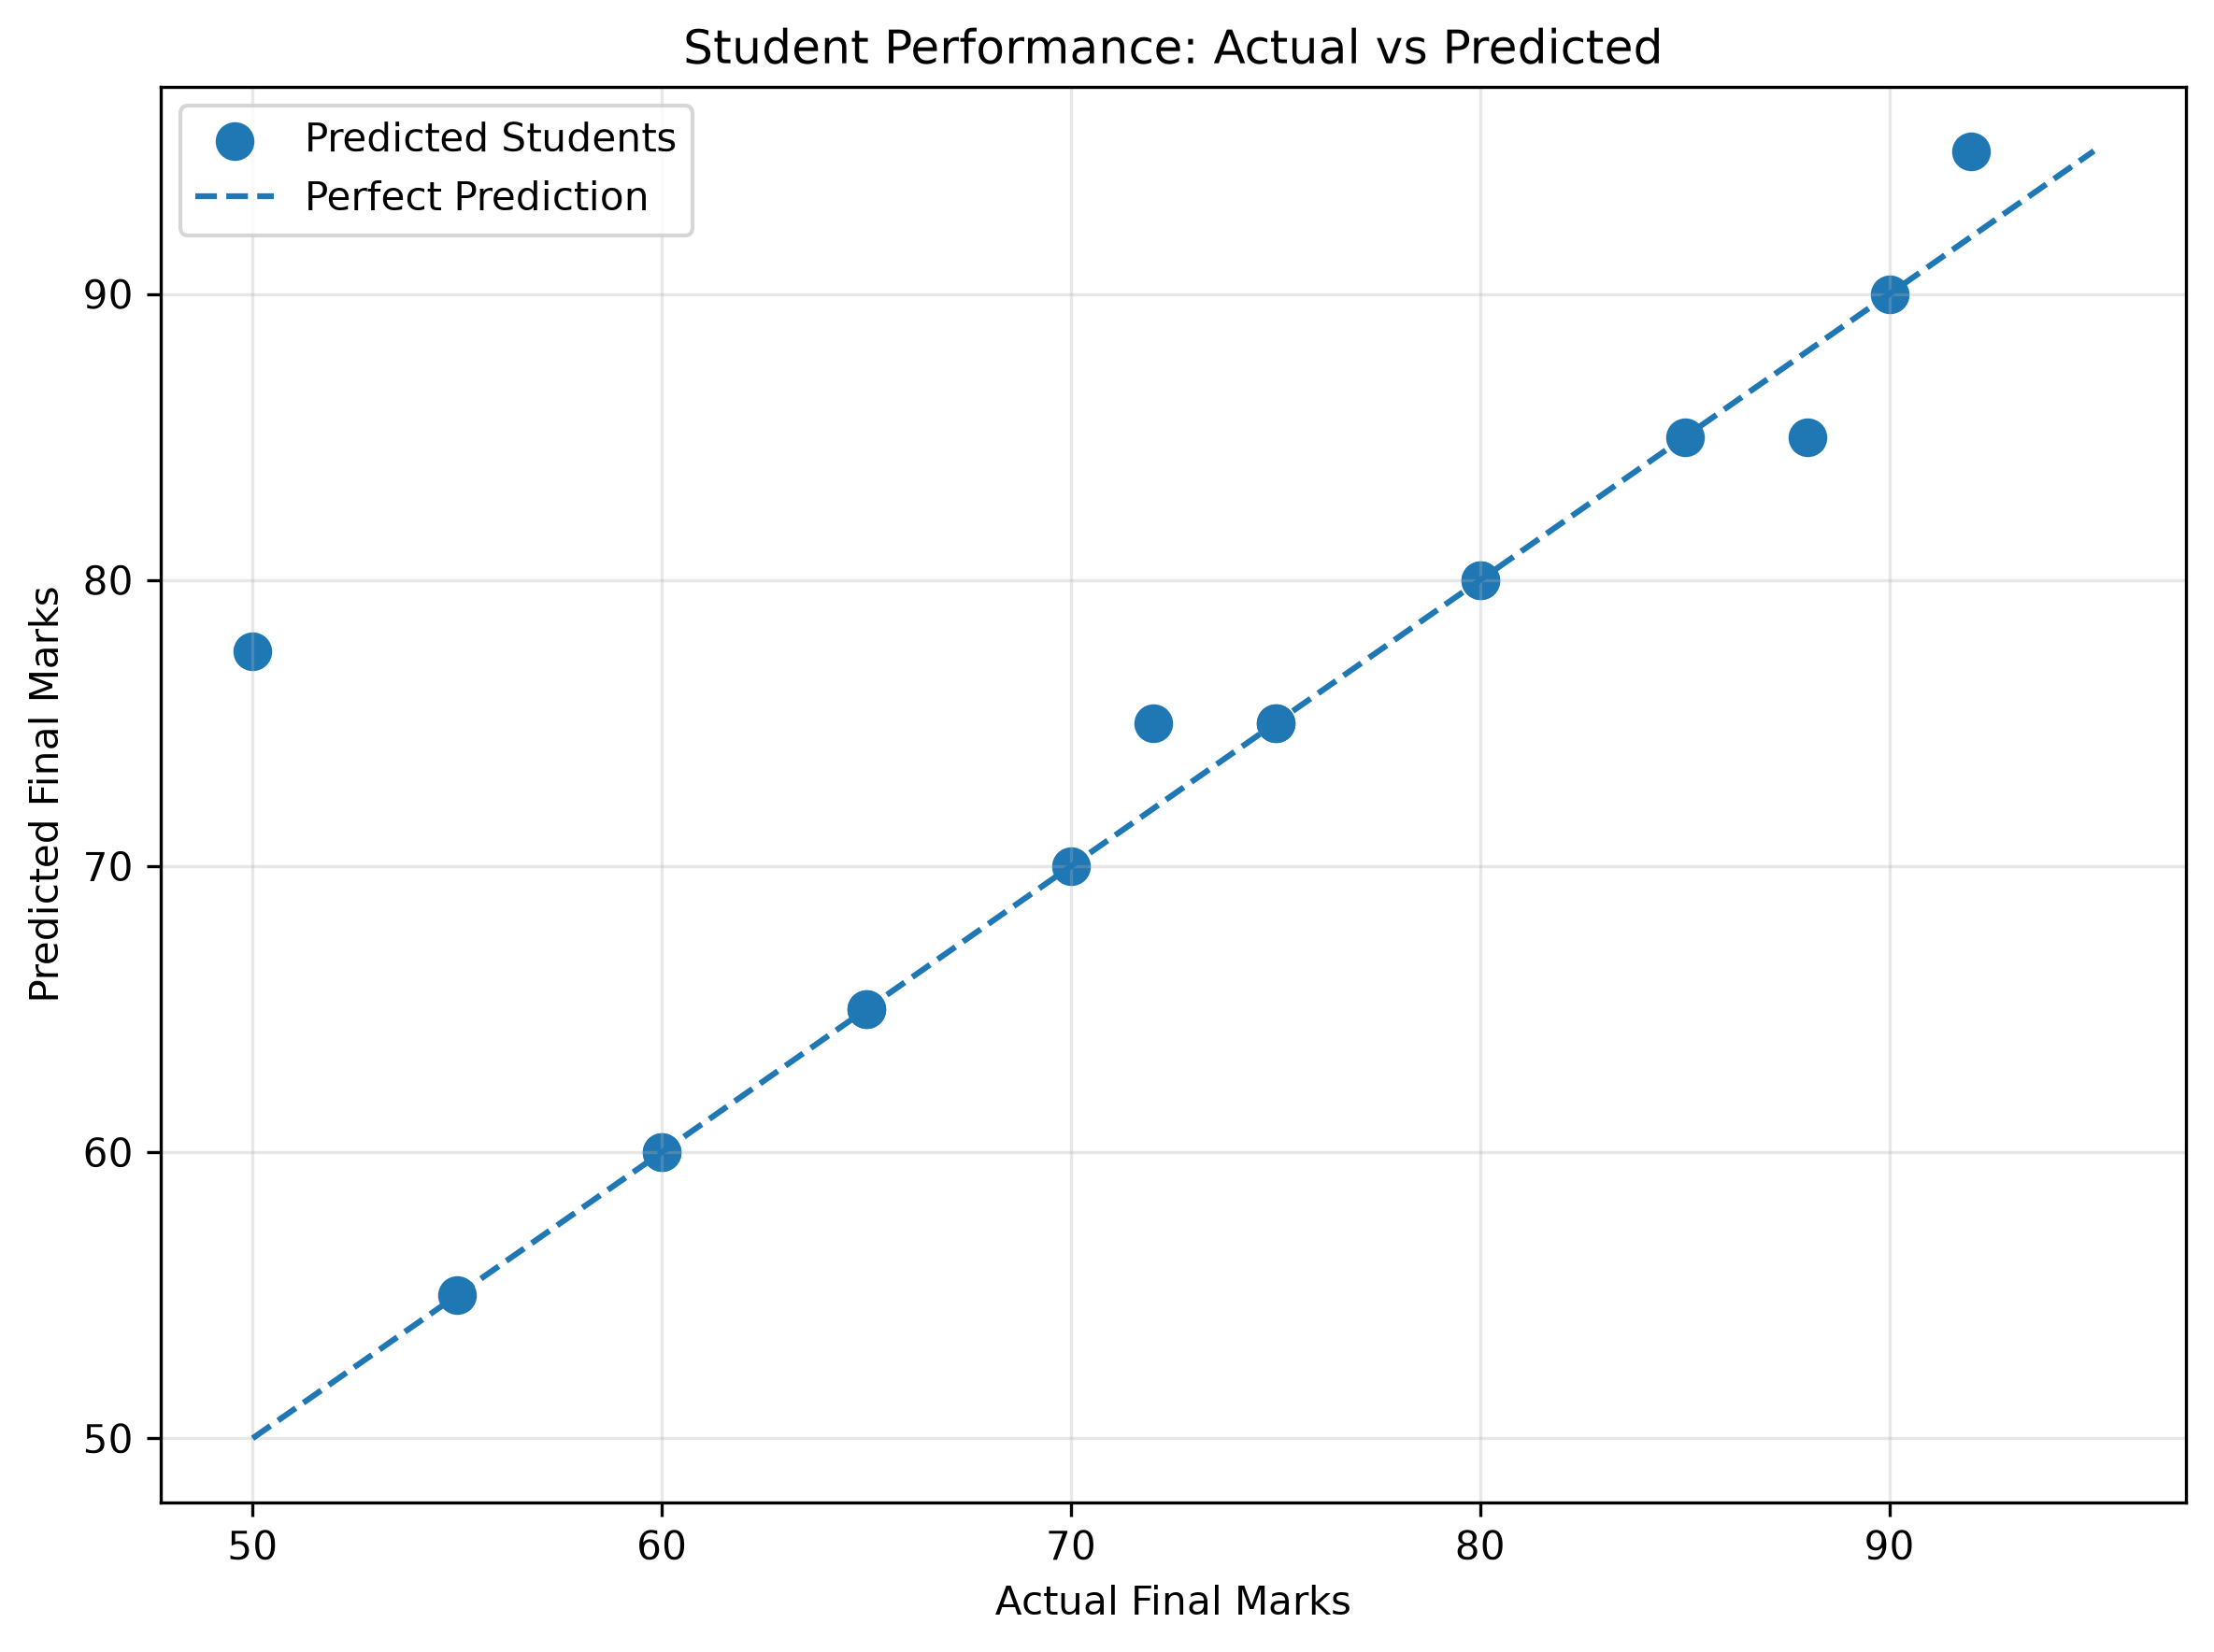 Student Performance: Actual vs Predicted
Predicted Students
Perfect Prediction
90
80
70
60
50
Predicted Final Marks
50 60 70 80 90
Actual Final Marks